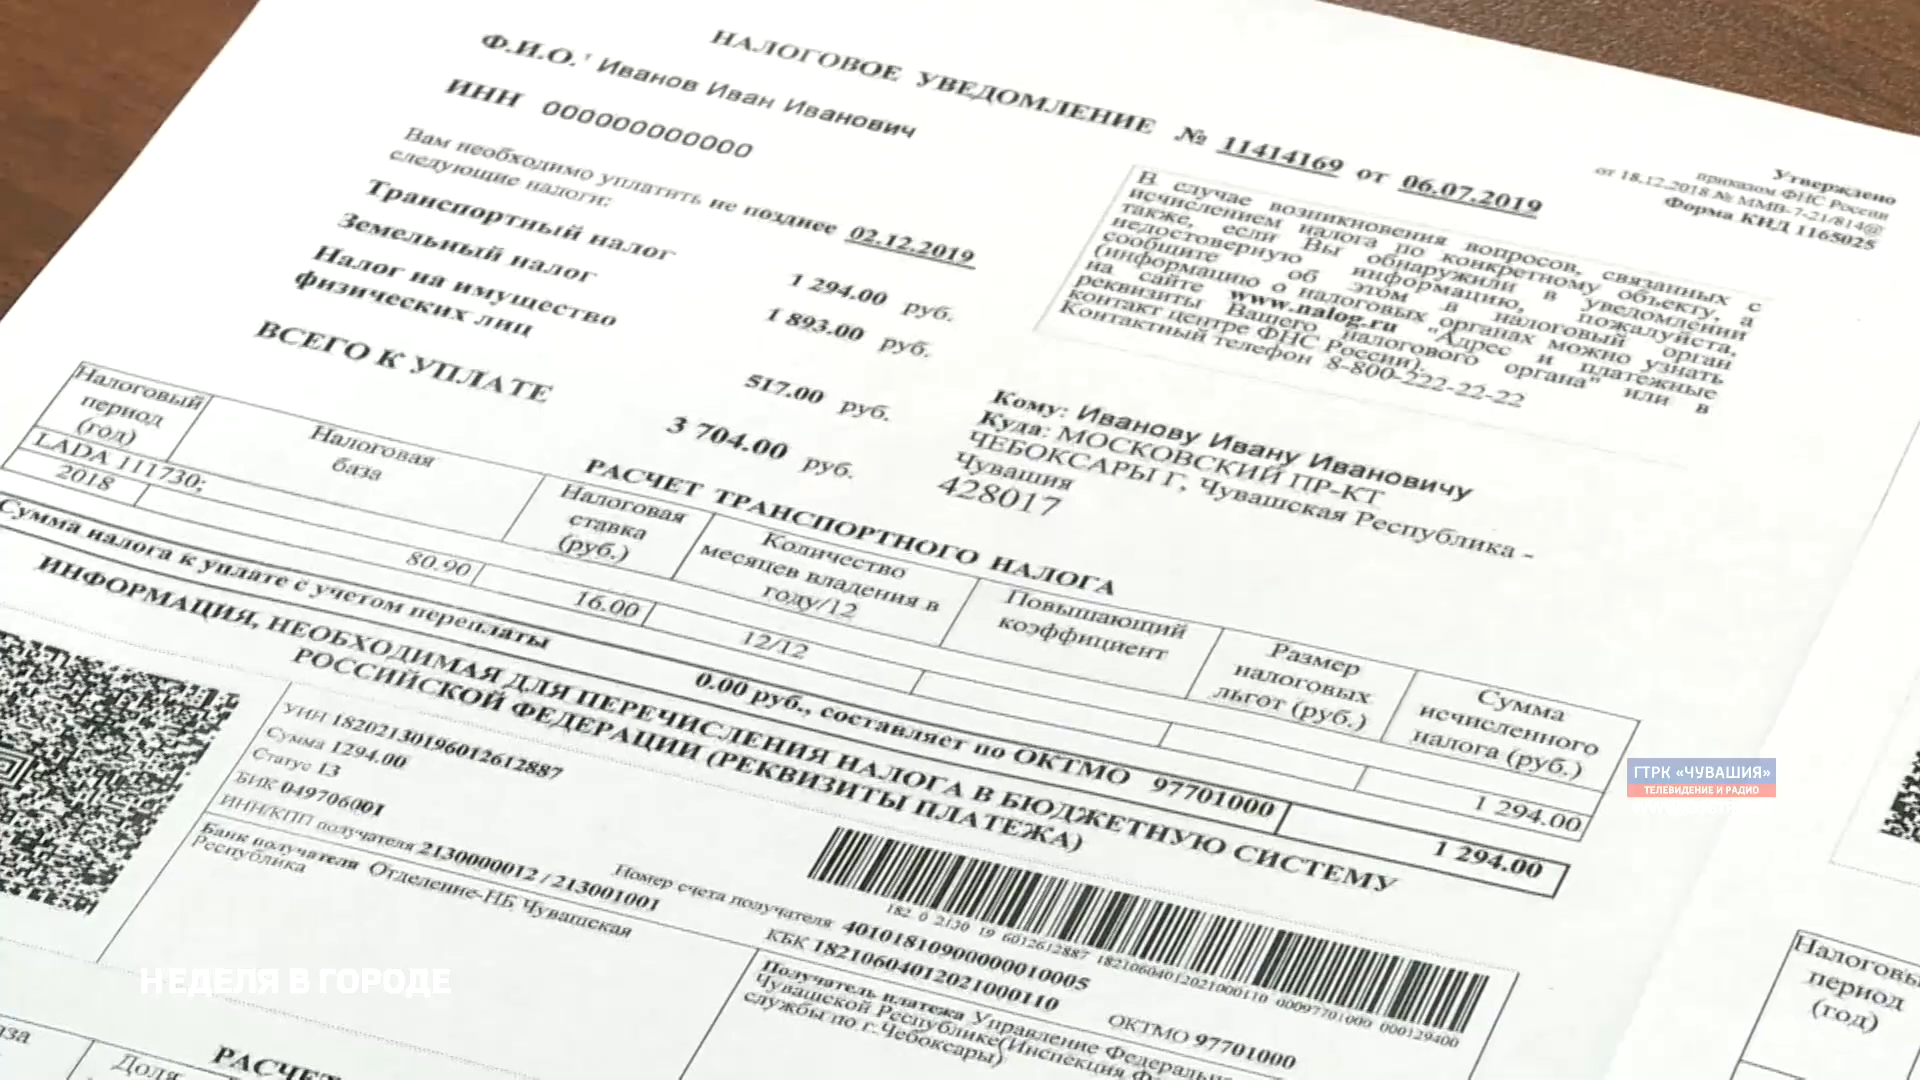 НАЛОГОВОЕ УВЕДОМЛЕНИЕ № 11414169 от 06.07.2019
Утверждено
приказом ФНС России
от 18.12.2018 № ММВ-7-21/814@
Форма КНД 1165025
Ф.И.О. Иванов Иван Иванович
ИНН 000000000000
Вам необходимо уплатить не позднее 02.12.2019
следующие налоги:
Транспортный налог 1 294.00 руб.
Земельный налог 1 893.00 руб.
Налог на имущество
физических лиц 517.00 руб.
ВСЕГО К УПЛАТЕ 3 704.00 руб.
В случае возникновения вопросов, связанных с
исчислением налога по конкретному объекту, а
также, если Вы обнаружили в уведомлении
недостоверную информацию, пожалуйста,
сообщите об этом в налоговый орган
(информацию о налоговых органах можно узнать
на сайте www.nalog.ru "Адрес и платежные
реквизиты Вашего налогового органа" или в
контакт центре ФНС России).
Контактный телефон 8-800-222-22-22
Кому: Иванову Ивану Ивановичу
Куда: МОСКОВСКИЙ ПР-КТ
ЧЕБОКСАРЫ Г, Чувашская Республика -
Чувашия
428017
РАСЧЕТ ТРАНСПОРТНОГО НАЛОГА
Налоговый
период
(год)
Налоговая
база
Налоговая
ставка
(руб.)
Количество
месяцев владения в
году/12
Повышающий
коэффициент
Размер
налоговых
льгот (руб.)
Сумма
исчисленного
налога (руб.)
LADA 111730;
2018 80.90 16.00 12/12 1 294.00
Сумма налога к уплате с учетом переплаты 0.00 руб., составляет по ОКТМО 97701000 1 294.00
ИНФОРМАЦИЯ, НЕОБХОДИМАЯ ДЛЯ ПЕРЕЧИСЛЕНИЯ НАЛОГА В БЮДЖЕТНУЮ СИСТЕМУ
РОССИЙСКОЙ ФЕДЕРАЦИИ (РЕКВИЗИТЫ ПЛАТЕЖА)
УИН 18202130196012612887
Сумма 1294.00
Статус 13
БИК 049706001
ИНН/КПП получателя 2130000012 / 213001001
Банк получателя Отделение-НБ Чувашская
Республика
182 0 2130 19 6012612887 18210604012021000110 00097701000 000129400
Номер счета получателя 40101810900000010005
КБК 18210604012021000110 ОКТМО 97701000
Получатель платежа Управление Федеральн
Чувашской Республике(Инспекция Ф
службы по г.Чебоксары)
ГТРК «ЧУВАШИЯ»
ТЕЛЕВИДЕНИЕ И РАДИО
НЕДЕЛЯ В ГОРОДЕ
Налоговы
период
(год)
аза
Доля
РАСЧЕТ